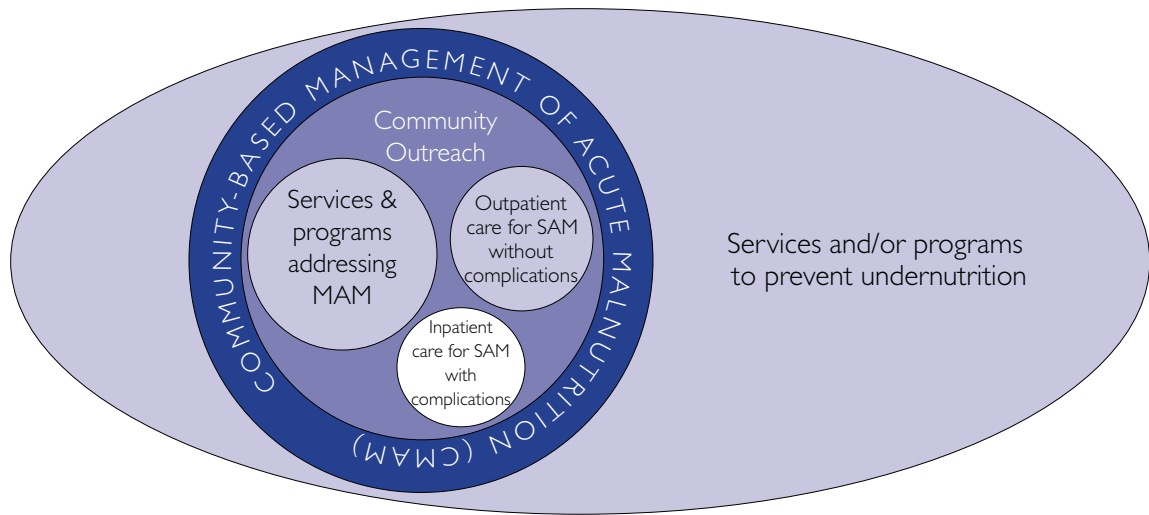 COMMUNITY-BASED MANAGEMENT OF ACUTE MALNUTRITION (CMAM)
Community
Outreach
Services &
programs
addressing
MAM
Outpatient
care for SAM
without
complications
Inpatient
care for SAM
with
complications
Services and/or programs
to prevent undernutrition